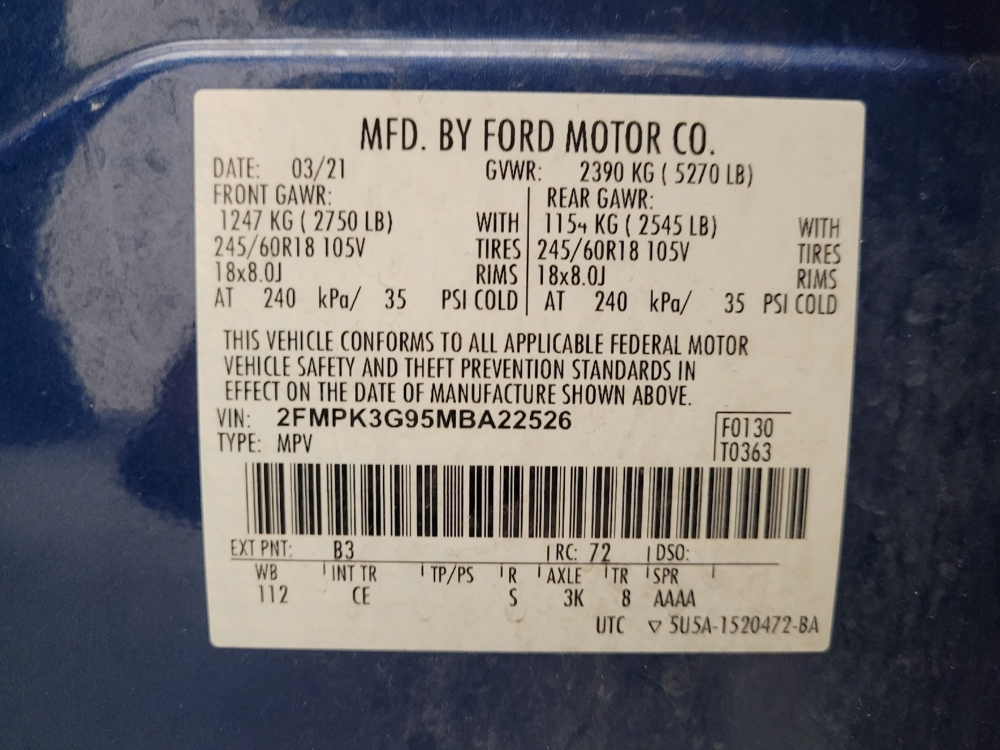 MFD. BY FORD MOTOR CO.
DATE: 03/21 GVWR: 2390 KG ( 5270 LB)
FRONT GAWR: REAR GAWR:
1247 KG ( 2750 LB) WITH 1154 KG ( 2545 LB) WITH
245/60R18 105V TIRES 245/60R18 105V TIRES
18x8.0J RIMS 18x8.0J RIMS
AT 240 kPa/ 35 PSI COLD AT 240 kPa/ 35 PSI COLD
THIS VEHICLE CONFORMS TO ALL APPLICABLE FEDERAL MOTOR
VEHICLE SAFETY AND THEFT PREVENTION STANDARDS IN
EFFECT ON THE DATE OF MANUFACTURE SHOWN ABOVE.
VIN: 2FMPK3G95MBA22526
F0130
TYPE: MPV T0363
EXT PNT: B3 RC: 72 DSO:
WB INT TR TP/PS R AXLE TR SPR
112 CE S 3K 8 AAAA
UTC ▽ 5U5A-1520472-BA